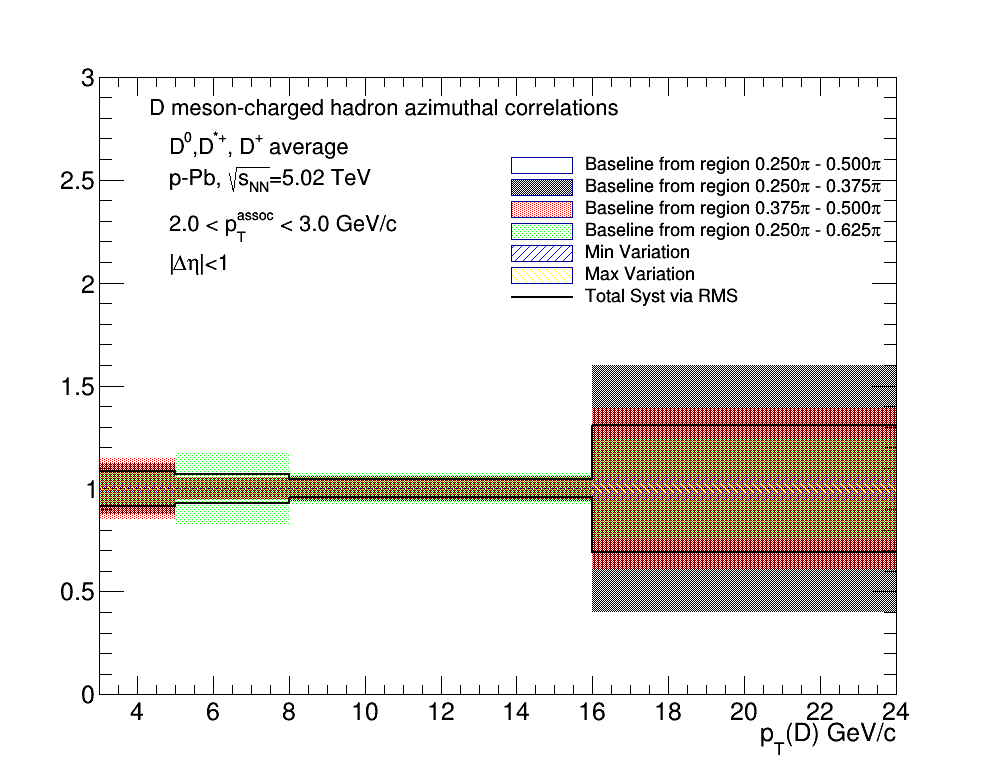 D meson-charged hadron azimuthal correlations
D⁰,D*⁺, D⁺ average
p-Pb, √s_NN=5.02 TeV
2.0 < p_T^assoc < 3.0 GeV/c
|Δη|<1
Baseline from region 0.250π - 0.500π
Baseline from region 0.250π - 0.375π
Baseline from region 0.375π - 0.500π
Baseline from region 0.250π - 0.625π
Min Variation
Max Variation
Total Syst via RMS
3
2.5
2
1.5
1
0.5
0
4 6 8 10 12 14 16 18 20 22 24
p_T(D) GeV/c